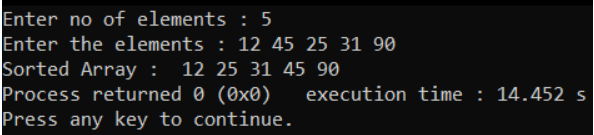 Enter no of elements : 5
Enter the elements : 12 45 25 31 90
Sorted Array :  12 25 31 45 90
Process returned 0 (0x0)   execution time : 14.452 s
Press any key to continue.